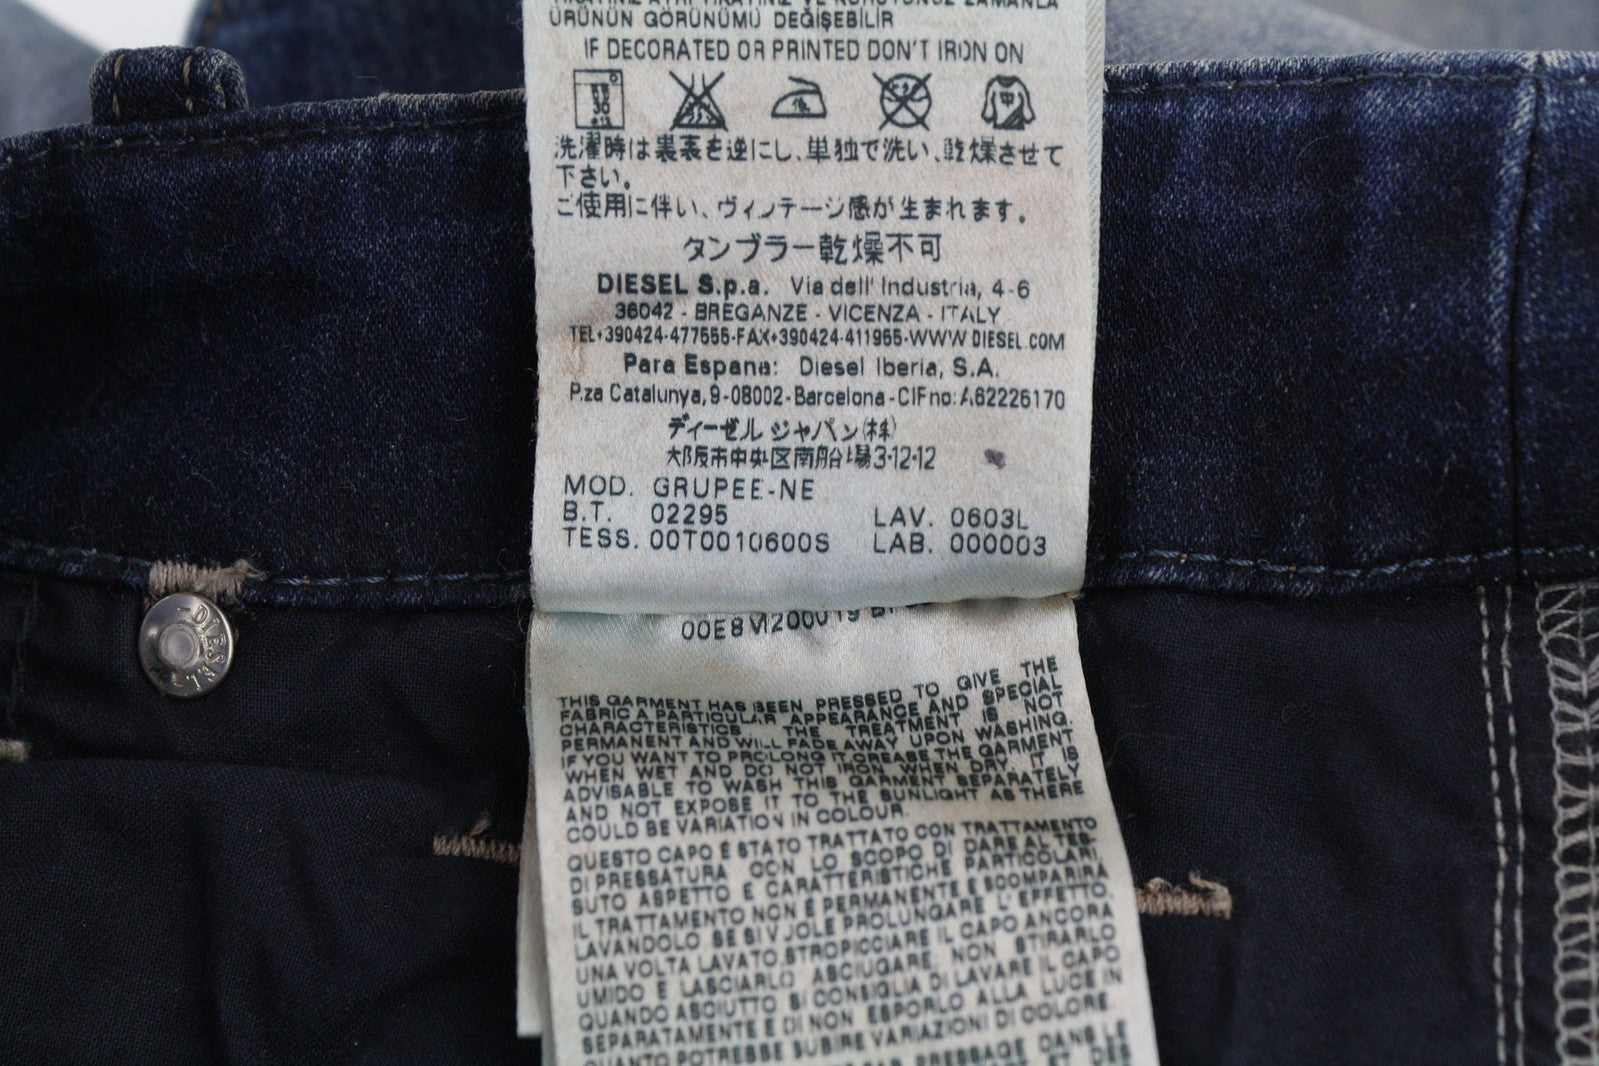 ÜRÜNÜN GÖRÜNÜMÜ DEĞİŞEBİLİR
IF DECORATED OR PRINTED DON'T IRON ON
洗濯時は裏表を逆にし、単独で洗い、乾燥させて
下さい。
ご使用に伴い、ヴィンテージ感が生まれます。
タンブラー乾燥不可
DIESEL S.p.a. Via dell' Industria, 4-6
36042 - BREGANZE - VICENZA - ITALY
TEL+390424-477555-FAX+390424-411955-WWW DIESEL.COM
Para Espana: Diesel Iberia, S.A.
P.za Catalunya, 9-08002-Barcelona-CIF no: A62226170
ディーゼル ジャパン(株)
大阪市中央区南船場3-12-12
MOD. GRUPEE-NE
B.T. 02295 LAV. 0603L
TESS. 00T0010600S LAB. 000003
DIESEL
THIS GARMENT HAS BEEN PRESSED TO GIVE THE
FABRIC A PARTICULAR APPEARANCE AND SPECIAL
CHARACTERISTICS THE TREATMENT IS NOT
PERMANENT AND WILL FADE AWAY UPON WASHING.
IF YOU WANT TO PROLONG IT CREASE THE GARMENT
WHEN WET AND DO NOT IRON WHEN DRY. IT IS
ADVISABLE TO WASH THIS GARMENT SEPARATELY
AND NOT EXPOSE IT TO THE SUNLIGHT AS THERE
COULD BE VARIATION IN COLOUR.
QUESTO CAPO È STATO TRATTATO CON TRATTAMENTO
DI PRESSATURA CON LO SCOPO DI DARE AL TES-
SUTO ASPETTO E CARATTERISTICHE PARTICOLARI.
IL TRATTAMENTO NON È PERMANENTE E SCOMPARIRÀ
LAVANDOLO SE SI VUOLE PROLUNGARE L'EFFETTO,
UNA VOLTA LAVATO, STROPICCIARE IL CAPO ANCORA
UMIDO E LASCIARLO ASCIUGARE, NON STIRARLO
QUANDO ASCIUTTO SI CONSIGLIA DI LAVARE IL CAPO
SEPARATAMENTE E DI NON ESPORLO ALLA LUCE IN
QUANTO POTREBBE SUBIRE VARIAZIONI DI COLORE.
PAR PRESSAGE DANS LE
ET DES